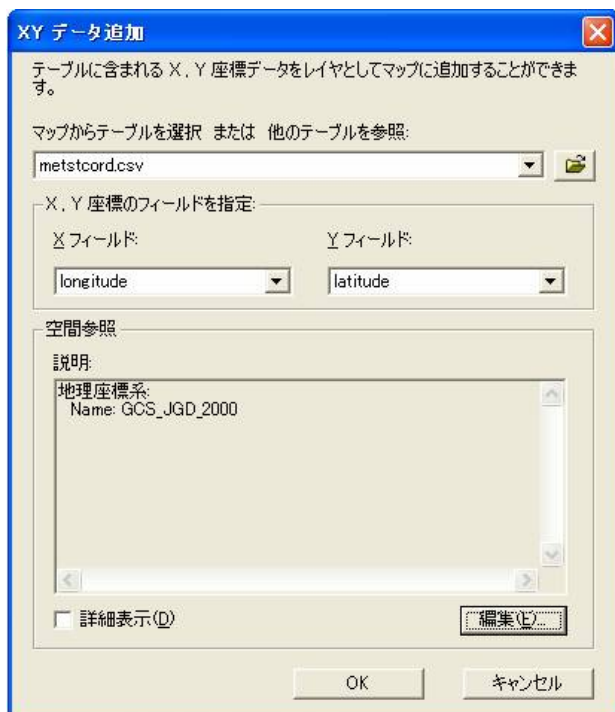 XY データ追加
テーブルに含まれる X, Y 座標データをレイヤとしてマップに追加することができま
す。
マップからテーブルを選択 または 他のテーブルを参照:
metstcord.csv
X, Y 座標のフィールドを指定:
X フィールド:
Y フィールド:
longitude
latitude
空間参照
説明:
地理座標系:
Name: GCS_JGD_2000
詳細表示(D)
編集(E)...
OK
キャンセル